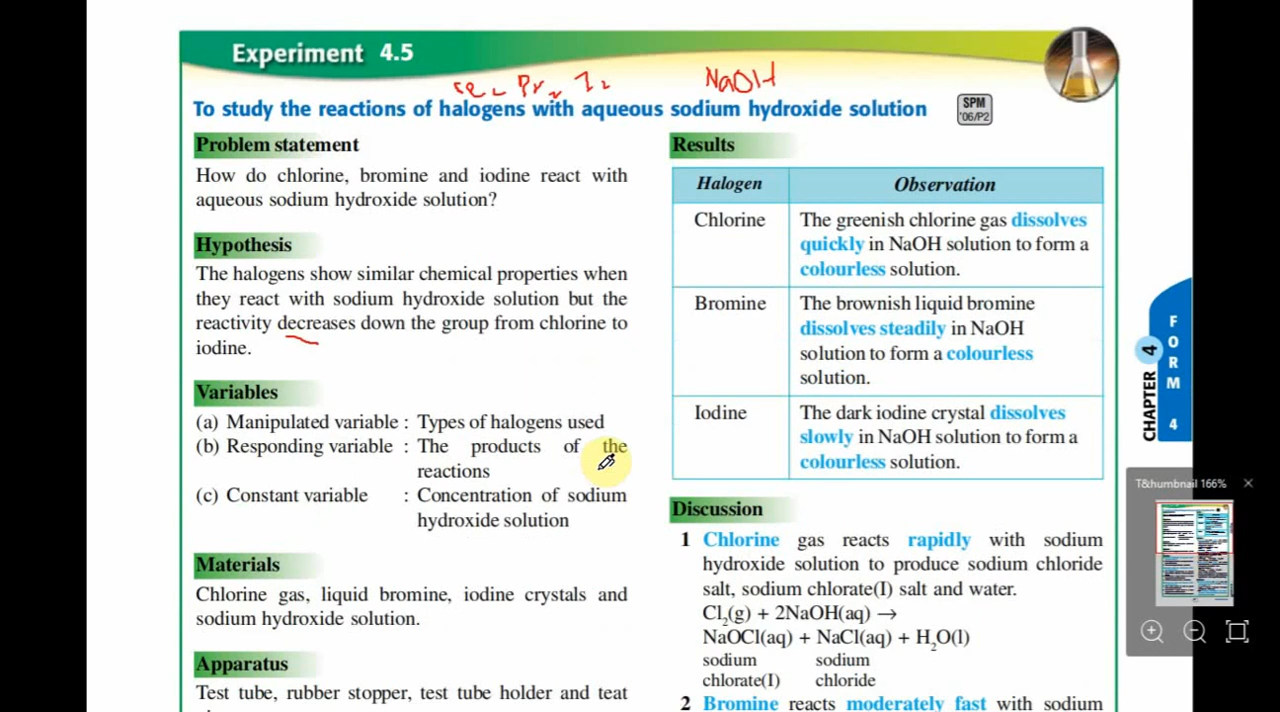 Experiment 4.5
NaOH
To study the reactions of halogens with aqueous sodium hydroxide solution
SPM
'06/P2
Problem statement
How do chlorine, bromine and iodine react with
aqueous sodium hydroxide solution?
Hypothesis
The halogens show similar chemical properties when
they react with sodium hydroxide solution but the
reactivity decreases down the group from chlorine to
iodine.
Variables
(a) Manipulated variable : Types of halogens used
(b) Responding variable : The products of the
reactions
(c) Constant variable : Concentration of sodium
hydroxide solution
Materials
Chlorine gas, liquid bromine, iodine crystals and
sodium hydroxide solution.
Apparatus
Test tube, rubber stopper, test tube holder and teat
Results
Halogen Observation
Chlorine The greenish chlorine gas dissolves
quickly in NaOH solution to form a
colourless solution.
Bromine The brownish liquid bromine
dissolves steadily in NaOH
solution to form a colourless
solution.
Iodine The dark iodine crystal dissolves
slowly in NaOH solution to form a
colourless solution.
Discussion
1 Chlorine gas reacts rapidly with sodium
hydroxide solution to produce sodium chloride
salt, sodium chlorate(I) salt and water.
Cl₂(g) + 2NaOH(aq) →
NaOCl(aq) + NaCl(aq) + H₂O(l)
sodium sodium
chlorate(I) chloride
2 Bromine reacts moderately fast with sodium
CHAPTER 4
FORM 4
T&humbnail 166%